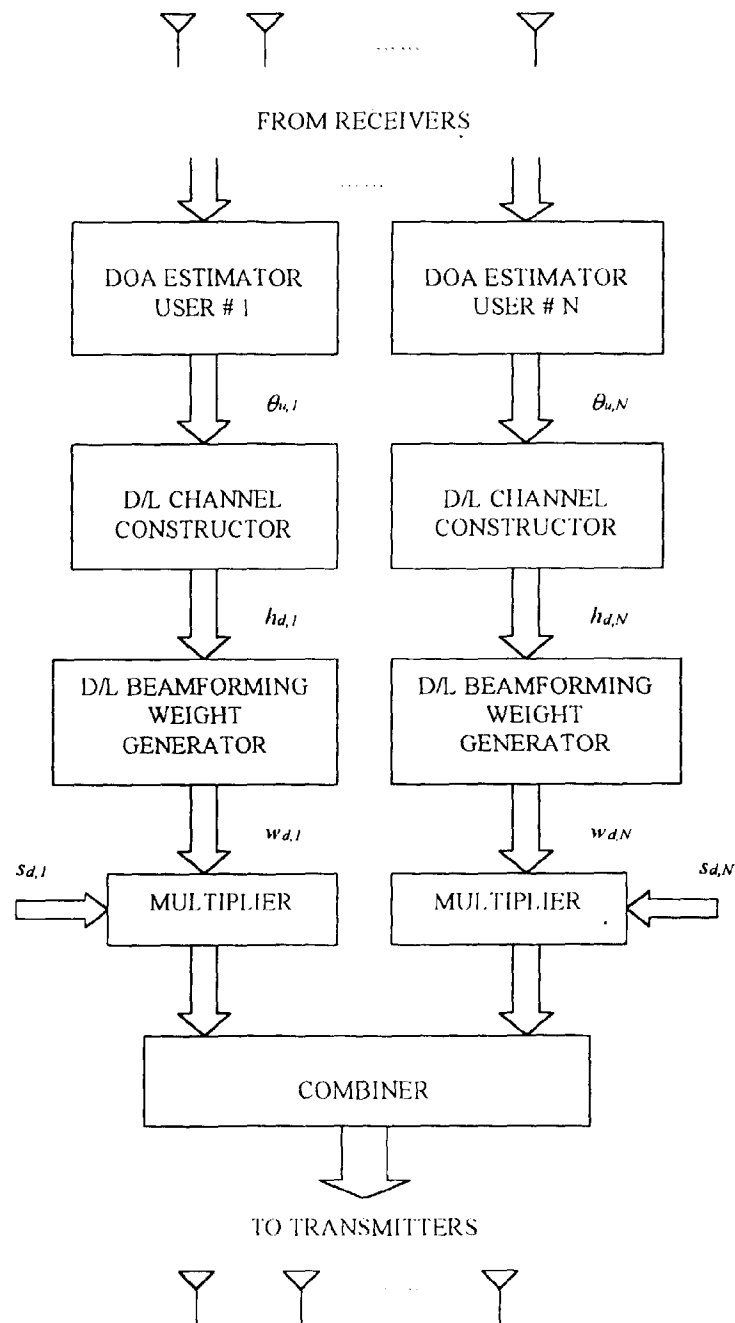 ......
FROM RECEIVERS
......
DOA ESTIMATOR
USER # 1
DOA ESTIMATOR
USER # N
θu,1
θu,N
D/L CHANNEL
CONSTRUCTOR
D/L CHANNEL
CONSTRUCTOR
hd,1
hd,N
D/L BEAMFORMING
WEIGHT
GENERATOR
D/L BEAMFORMING
WEIGHT
GENERATOR
wd,1
wd,N
sd,1
sd,N
MULTIPLIER
MULTIPLIER
COMBINER
TO TRANSMITTERS
......